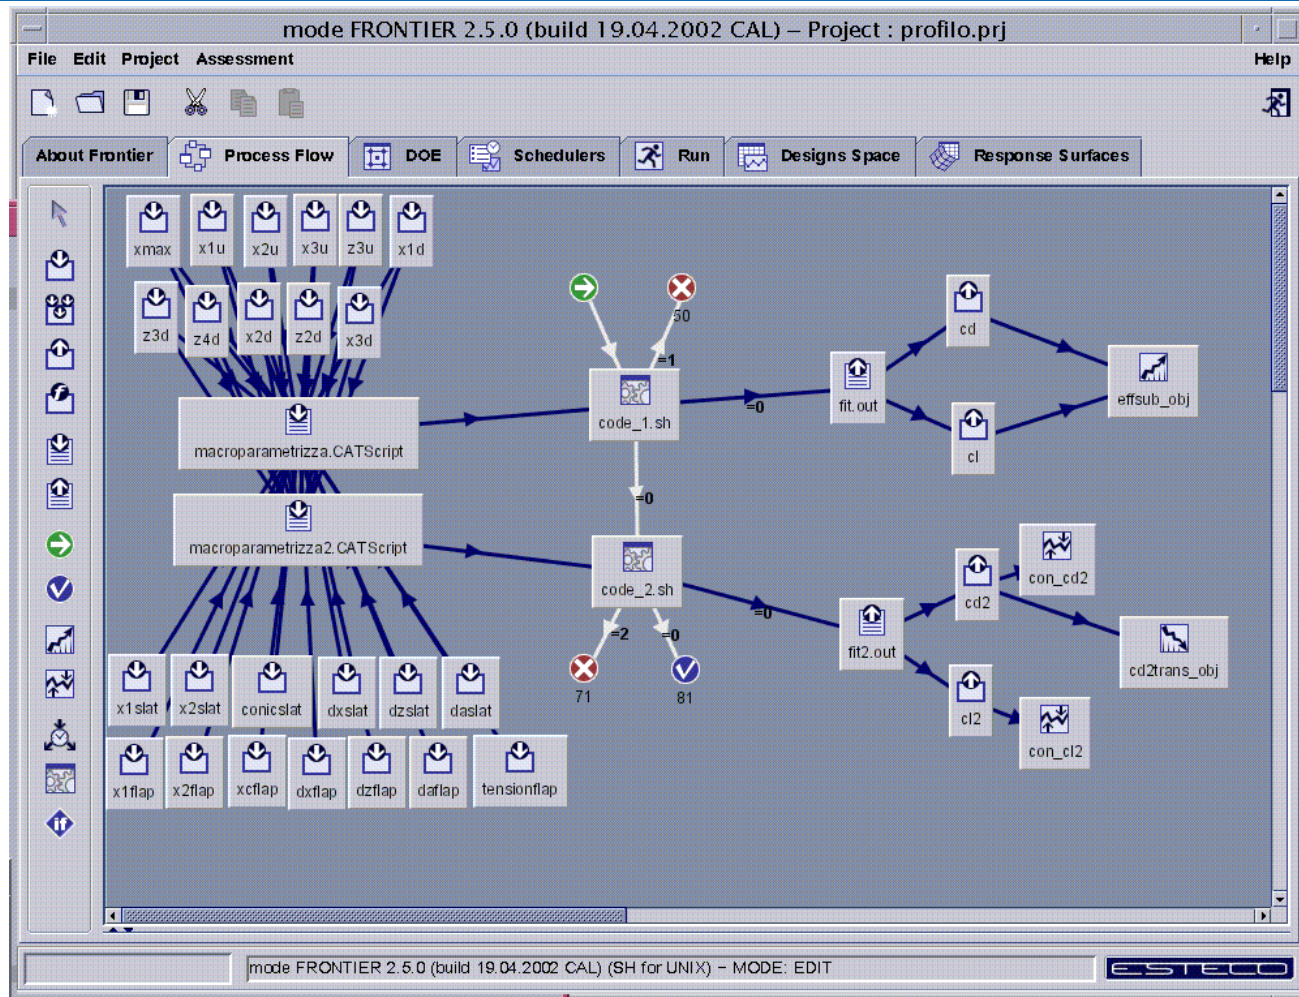 mode FRONTIER 2.5.0 (build 19.04.2002 CAL) – Project : profilo.prj
File Edit Project Assessment Help
About Frontier Process Flow DOE Schedulers Run Designs Space Response Surfaces
xmax x1u x2u x3u z3u x1d
z3d z4d x2d z2d x3d
50
cd
=1
effsub_obj
=0
fit.out
code_1.sh
macroparametrizza.CATScript
cl
=0
macroparametrizza2.CATScript
con_cd2
code_2.sh
cd2
=0
=2 =0
fit2.out
cd2trans_obj
71 81
x1slat x2slat conicslat dxslat dzslat daslat
cl2
con_cl2
x1flap x2flap xcflap dxflap dzflap daflap tensionflap
if
mode FRONTIER 2.5.0 (build 19.04.2002 CAL) (SH for UNIX) – MODE: EDIT
ESTECO